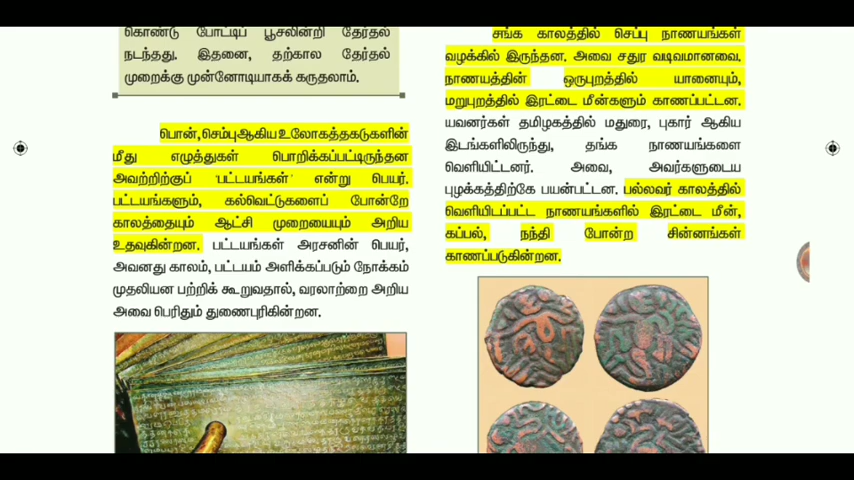 கொண்டு போட்டிப் பூசலின்றி தேர்தல்
நடந்தது. இதனை, தற்கால தேர்தல்
முறைக்கு முன்னோடியாகக் கருதலாம்.
பொன்,செம்புஆகிய உலோகத்தகடுகளின்
மீது எழுத்துகள் பொறிக்கப்பட்டிருந்தன
அவற்றிற்குப் 'பட்டயங்கள்' என்று பெயர்.
பட்டயங்களும், கல்வெட்டுகளைப் போன்றே
காலத்தையும் ஆட்சி முறையையும் அறிய
உதவுகின்றன. பட்டயங்கள் அரசனின் பெயர்,
அவனது காலம், பட்டயம் அளிக்கப்படும் நோக்கம்
முதலியன பற்றிக் கூறுவதால், வரலாற்றை அறிய
அவை பெரிதும் துணைபுரிகின்றன.
சங்க காலத்தில் செப்பு நாணயங்கள்
வழக்கில் இருந்தன. அவை சதுர வடிவமானவை.
நாணயத்தின் ஒருபுறத்தில் யானையும்,
மறுபுறத்தில் இரட்டை மீன்களும் காணப்பட்டன.
யவனர்கள் தமிழகத்தில் மதுரை, புகார் ஆகிய
இடங்களிலிருந்து, தங்க நாணயங்களை
வெளியிட்டனர். அவை, அவர்களுடைய
புழக்கத்திற்கே பயன்பட்டன. பல்லவர் காலத்தில்
வெளியிடப்பட்ட நாணயங்களில் இரட்டை மீன்,
கப்பல், நந்தி போன்ற சின்னங்கள்
காணப்படுகின்றன.